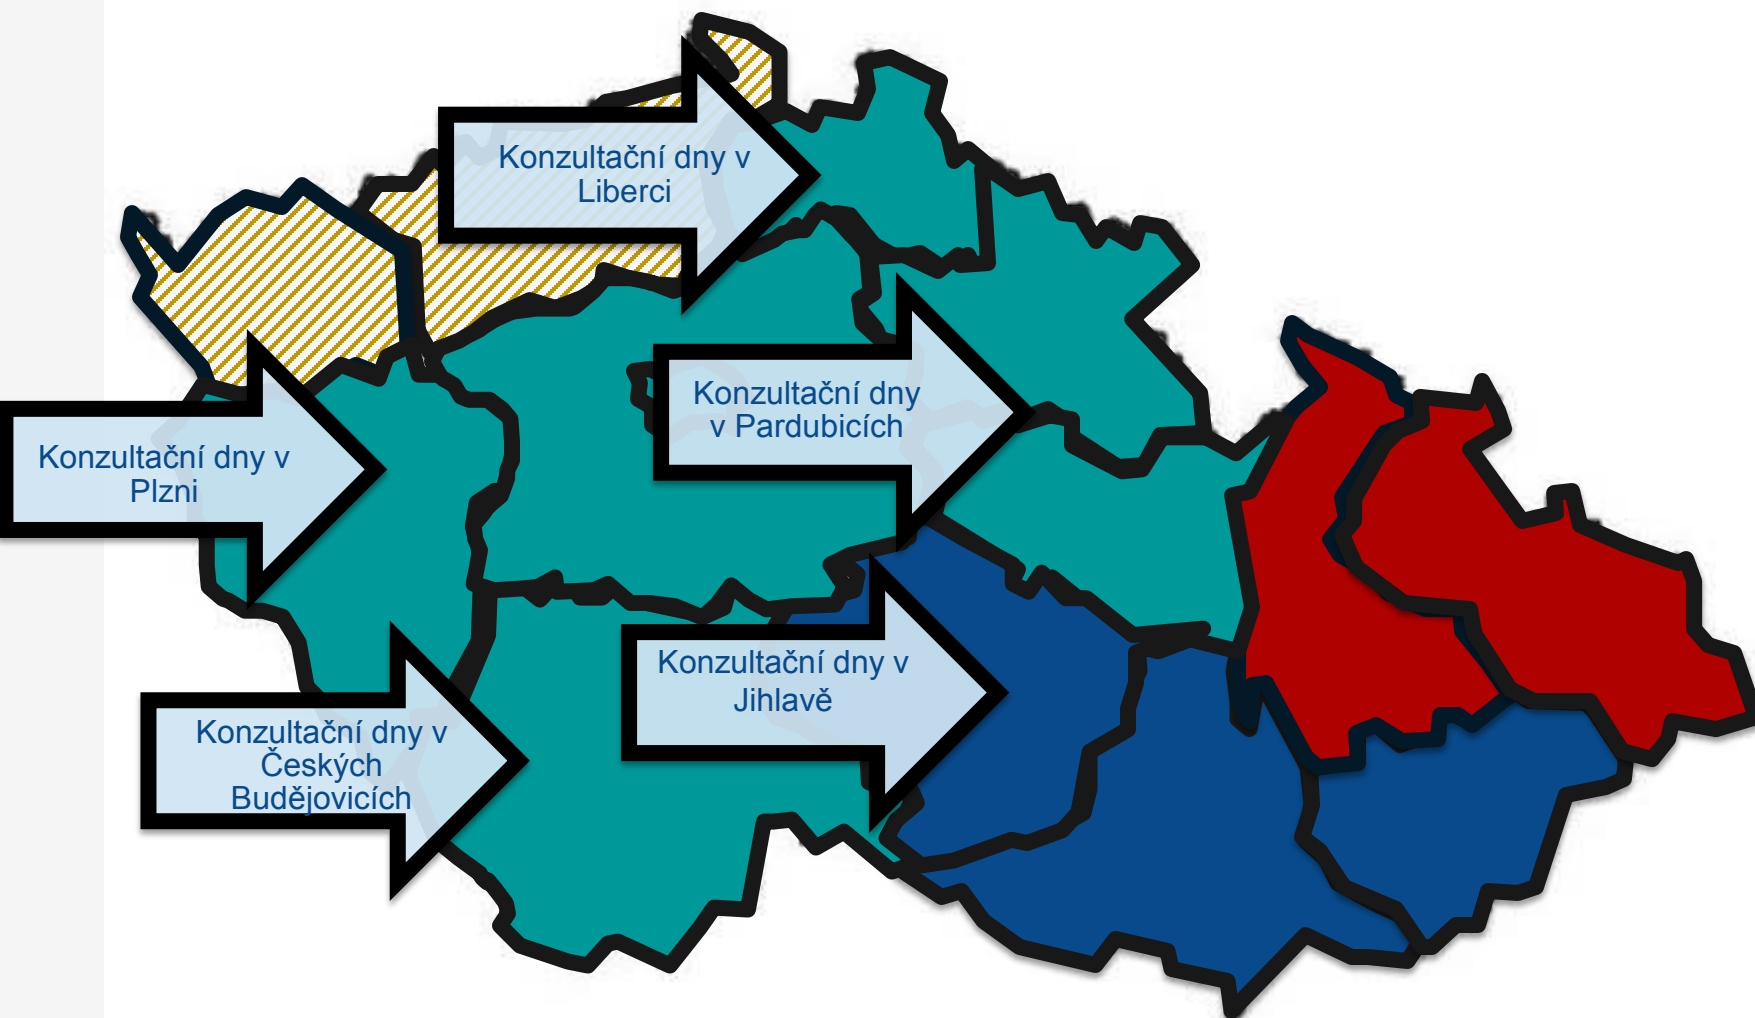 Konzultační dny v
Liberci
Konzultační dny
v Pardubicích
Konzultační dny v
Plzni
Konzultační dny v
Jihlavě
Konzultační dny v
Českých
Budějovicích